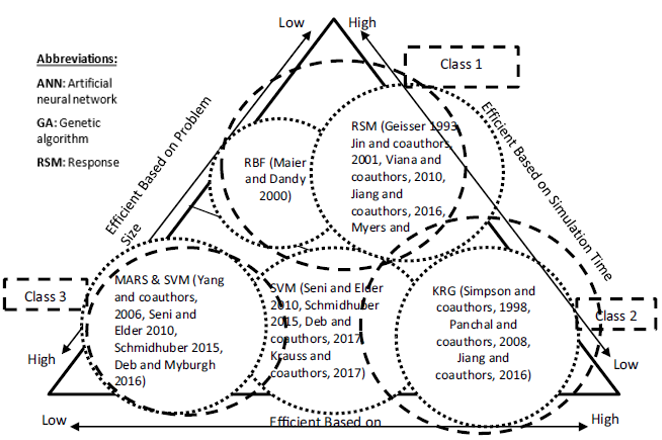 Low
High
Abbreviations:
ANN: Artificial
neural network
GA: Genetic
algorithm
RSM: Response
Class 1
Efficient Based on Problem
Size
Efficient Based on Simulation Time
RBF (Maier
and Dandy
2000)
RSM (Geisser 1993
Jin and coauthors,
2001, Viana and
coauthors, 2010,
Jiang and
coauthors, 2016,
Myers and
Class 3
MARS & SVM (Yang
and coauthors,
2006, Seni and
Elder 2010,
Schmidhuber 2015,
Deb and Myburgh
2016)
SVM (Seni and Elder
2010, Schmidhuber
2015, Deb and
coauthors, 2017,
Krauss and
coauthors, 2017)
KRG (Simpson and
coauthors, 1998,
Panchal and
coauthors, 2008,
Jiang and
coauthors, 2016)
Class 2
High
Low
Low
Efficient Based on
High